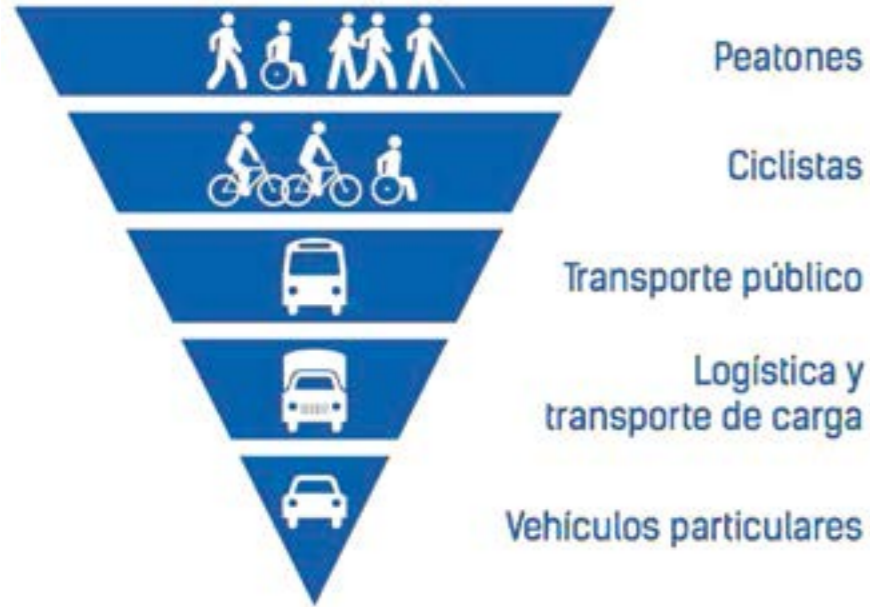 Peatones
Ciclistas
Transporte público
Logística y
transporte de carga
Vehículos particulares